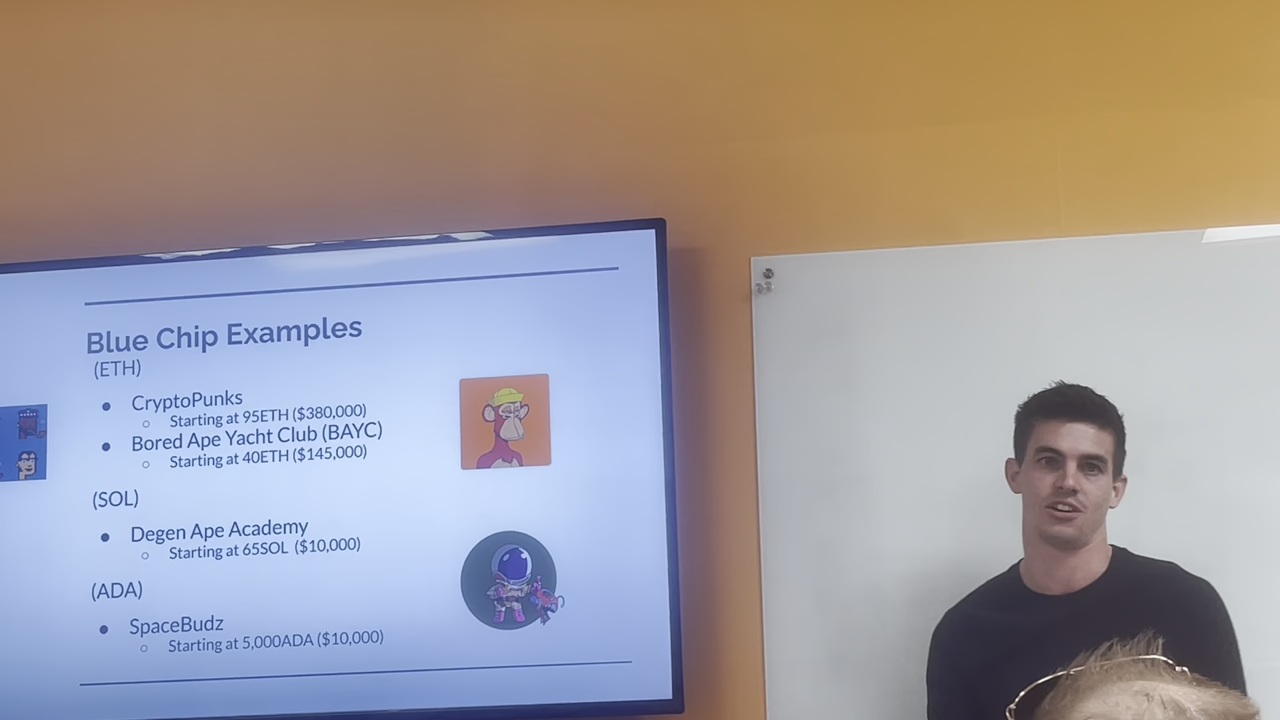 Blue Chip Examples
(ETH)
● CryptoPunks
○ Starting at 95ETH ($380,000)
● Bored Ape Yacht Club (BAYC)
○ Starting at 40ETH ($145,000)
(SOL)
● Degen Ape Academy
○ Starting at 65SOL ($10,000)
(ADA)
● SpaceBudz
○ Starting at 5,000ADA ($10,000)